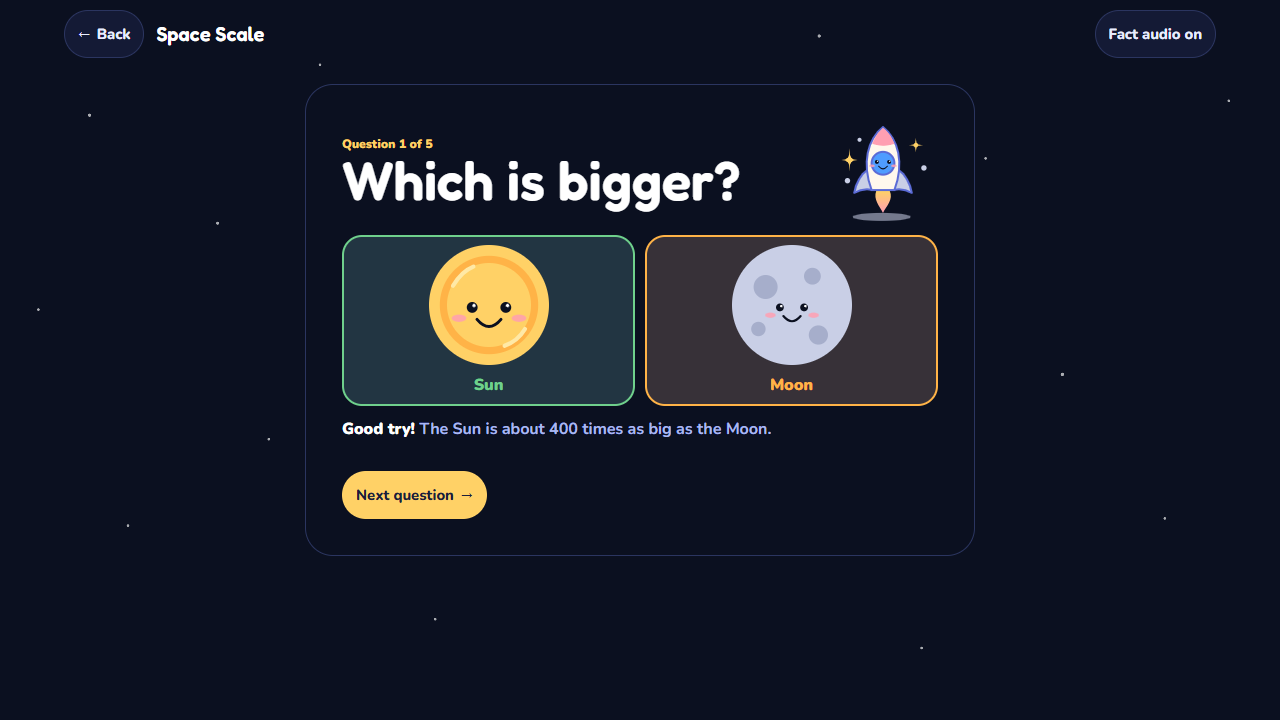 ← Back
Space Scale
Fact audio on
Question 1 of 5
Which is bigger?
Sun
Moon
Good try! The Sun is about 400 times as big as the Moon.
Next question →